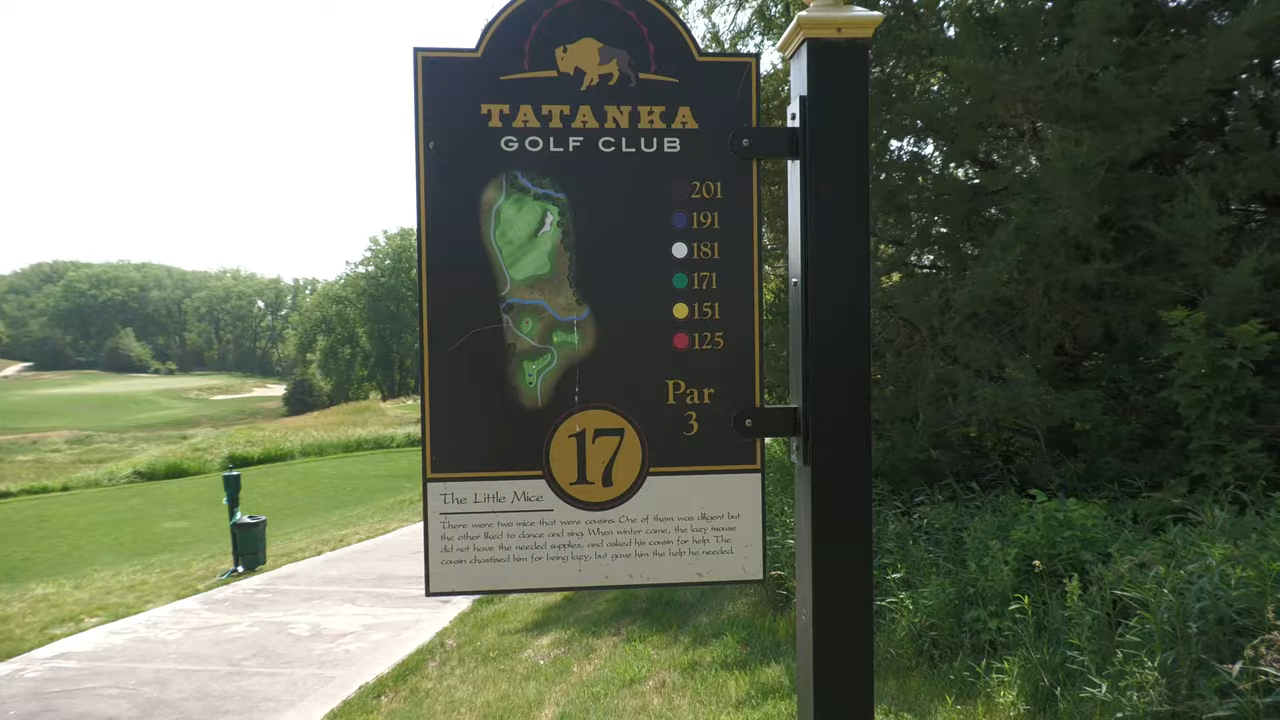 TATANKA
GOLF CLUB
201
191
181
171
151
125
Par
3
17
The Little Mice
There were two mice that were cousins. One of them was diligent but
the other liked to dance and sing. When winter came, the lazy mouse
did not have the needed supplies, and asked his cousin for help. The
cousin chastised him for being lazy, but gave him the help he needed.